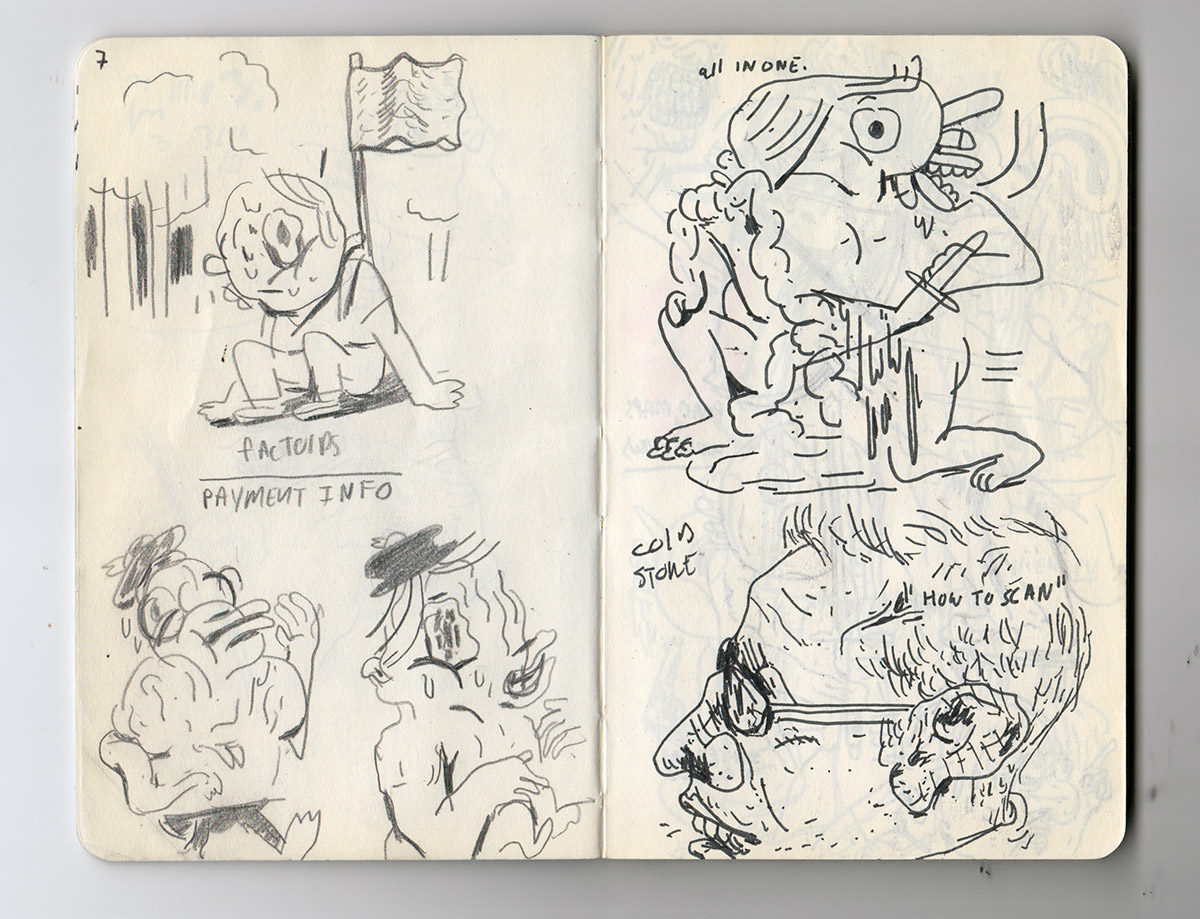 7
fACTOIDS
PAYMENT INFO
all IN ONE.
COLD
STONE
"HOW TO SCAN"